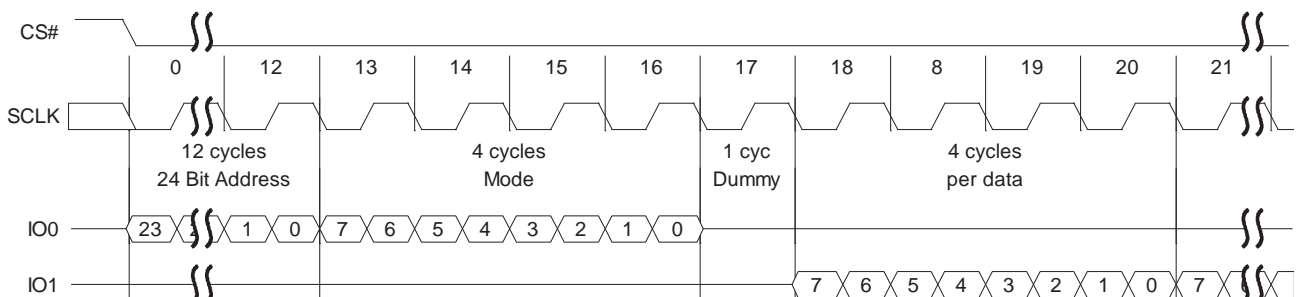 CS#
0 12 13 14 15 16 17 18 8 19 20 21
SCLK
12 cycles 4 cycles 1 cyc 4 cycles
24 Bit Address Mode Dummy per data
IO0 23 1 0 7 6 5 4 3 2 1 0
IO1 7 6 5 4 3 2 1 0 7